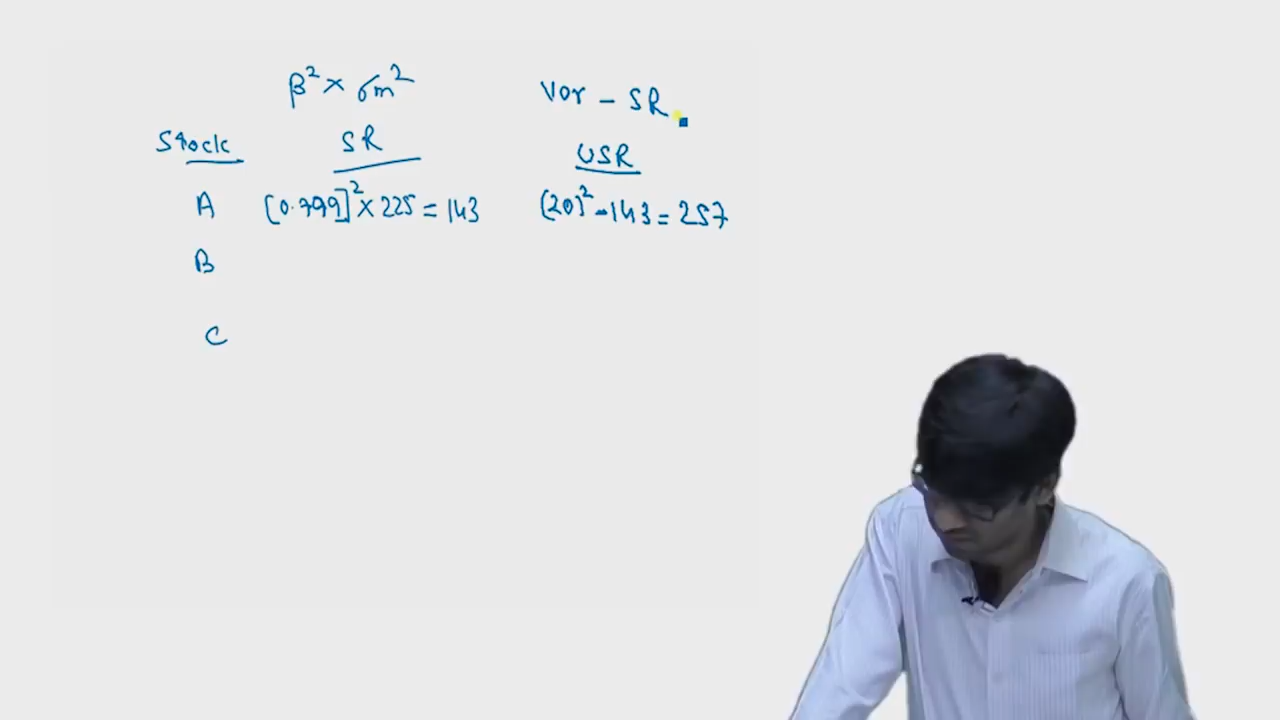 β² × σm² Var - SR
Stock SR USR
A [0.799]² × 225 = 143 (20)² - 143 = 257
B
C